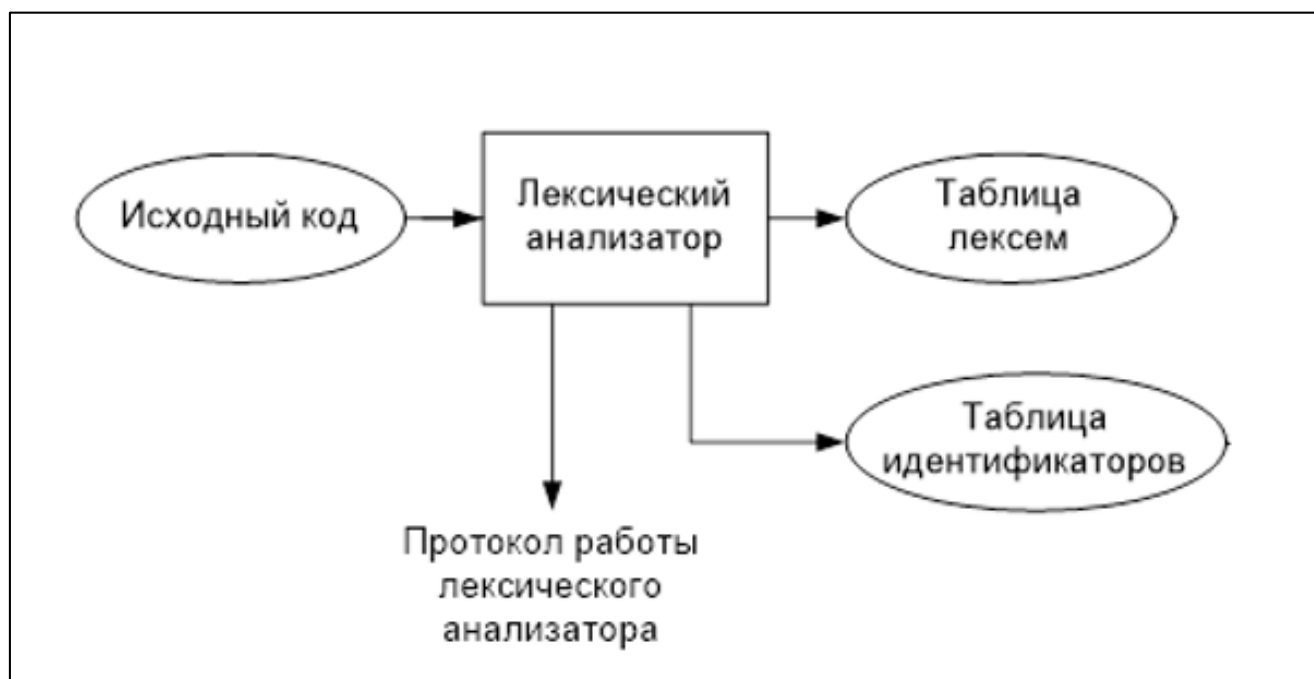 Исходный код
Лексический
анализатор
Таблица
лексем
Таблица
идентификаторов
Протокол работы
лексического
анализатора